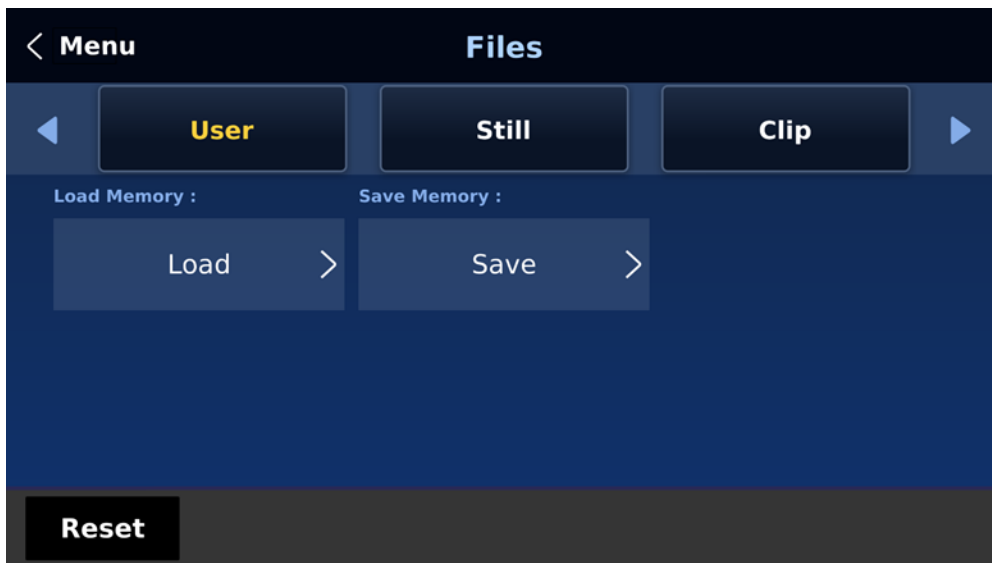 Menu Files
User Still Clip
Load Memory : Save Memory :
Load Save
Reset